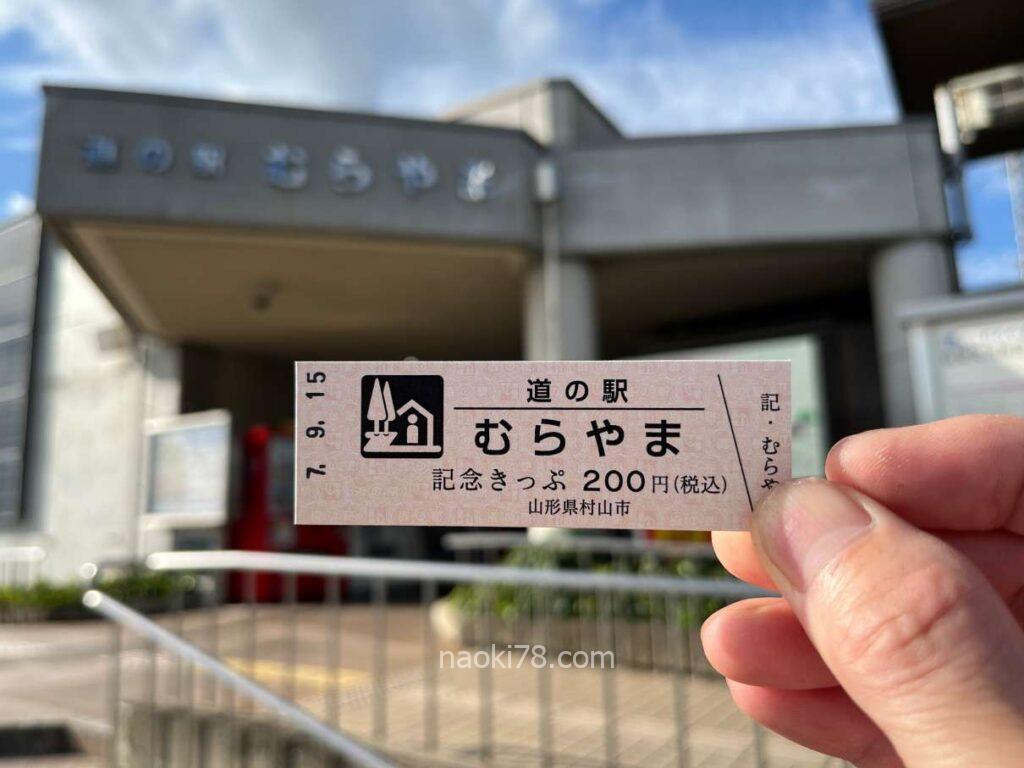 道の駅 むらやま
7. 9. 15
道の駅
むらやま
記念きっぷ 200円(税込)
山形県村山市
記・むらや
naoki78.com